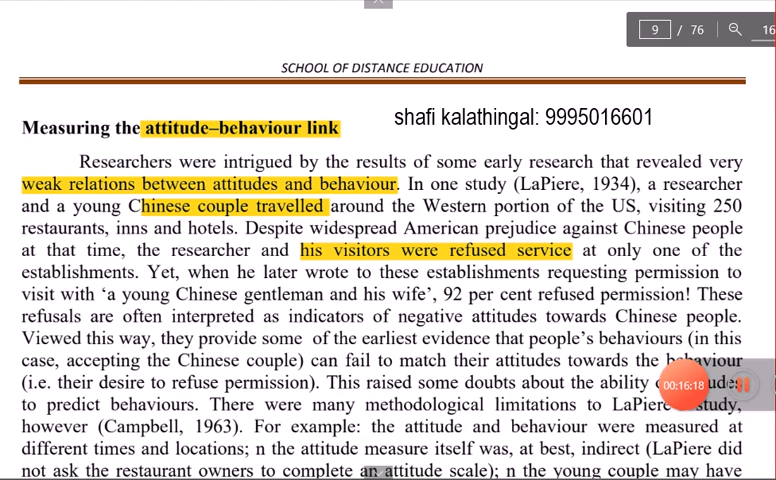 9 / 76
16
SCHOOL OF DISTANCE EDUCATION
shafi kalathingal: 9995016601
Measuring the attitude–behaviour link
Researchers were intrigued by the results of some early research that revealed very
weak relations between attitudes and behaviour. In one study (LaPiere, 1934), a researcher
and a young Chinese couple travelled around the Western portion of the US, visiting 250
restaurants, inns and hotels. Despite widespread American prejudice against Chinese people
at that time, the researcher and his visitors were refused service at only one of the
establishments. Yet, when he later wrote to these establishments requesting permission to
visit with ‘a young Chinese gentleman and his wife’, 92 per cent refused permission! These
refusals are often interpreted as indicators of negative attitudes towards Chinese people.
Viewed this way, they provide some of the earliest evidence that people’s behaviours (in this
case, accepting the Chinese couple) can fail to match their attitudes towards the behaviour
(i.e. their desire to refuse permission). This raised some doubts about the ability
00:16:18
to predict behaviours. There were many methodological limitations to LaPiere study,
however (Campbell, 1963). For example: the attitude and behaviour were measured at
different times and locations; n the attitude measure itself was, at best, indirect (LaPiere did
not ask the restaurant owners to complete an attitude scale); n the young couple may have